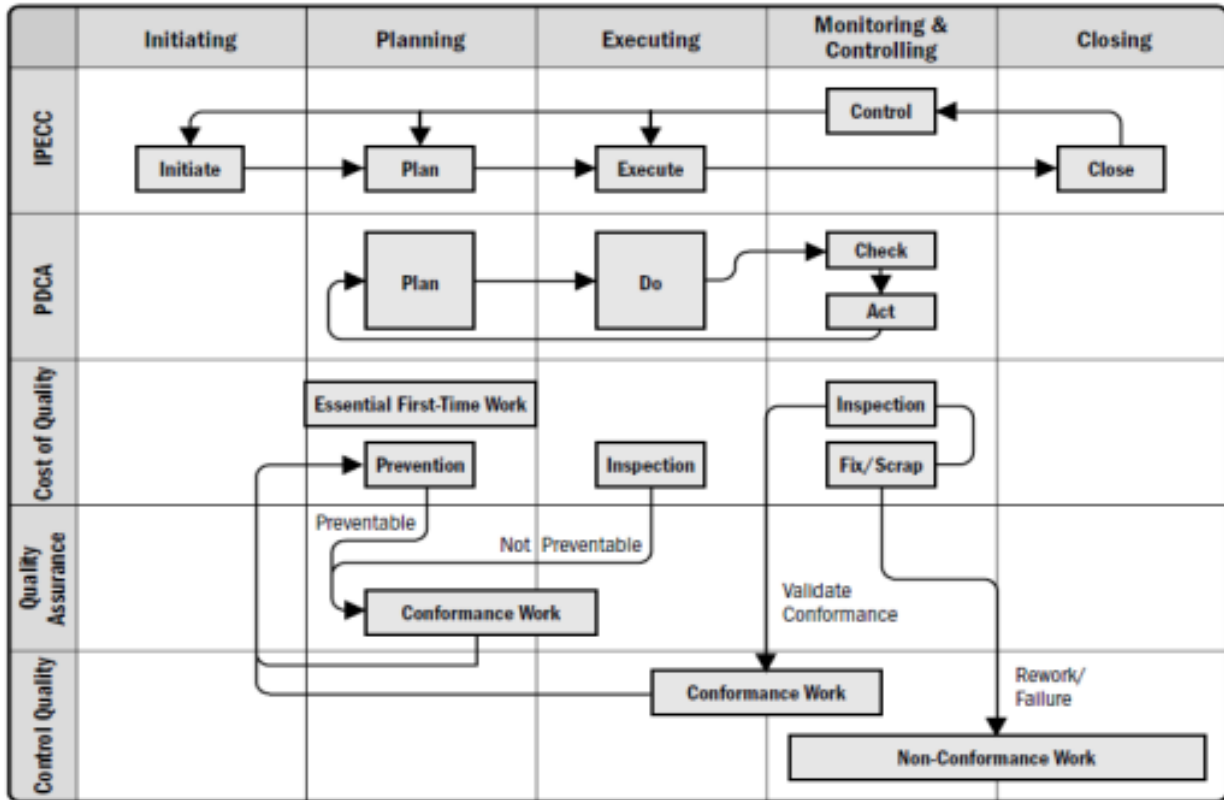 Initiating
Planning
Executing
Monitoring &
Controlling
Closing
IPECC
Control
Initiate
Plan
Execute
Close
PDCA
Plan
Do
Check
Act
Cost of Quality
Essential First-Time Work
Inspection
Prevention
Inspection
Fix/Scrap
Quality
Assurance
Preventable
Not Preventable
Conformance Work
Validate
Conformance
Control Quality
Conformance Work
Rework/
Failure
Non-Conformance Work